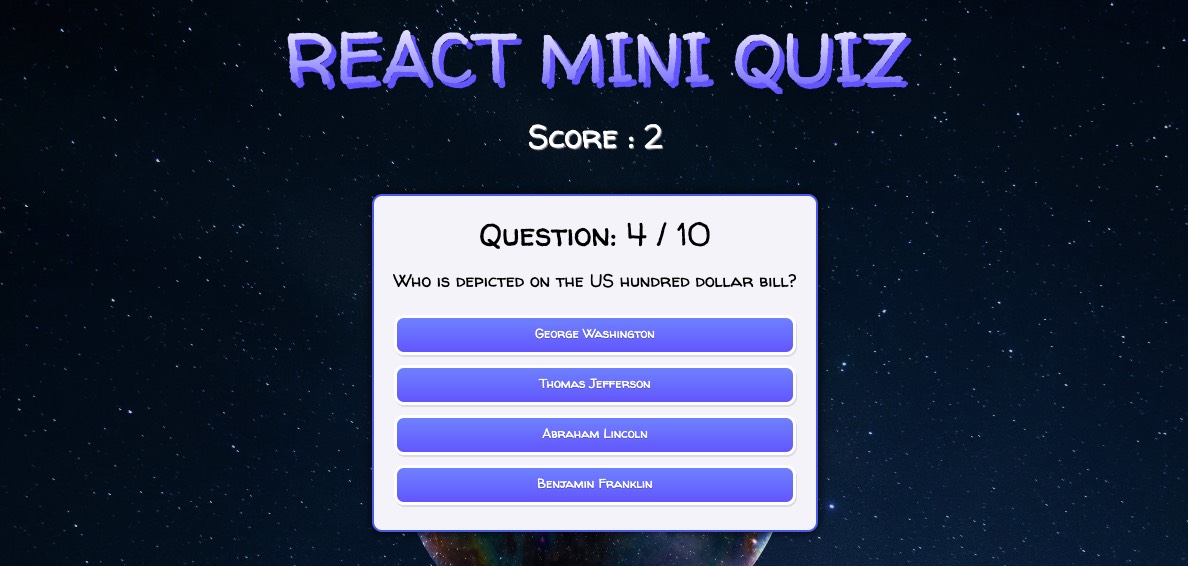 REACT MINI QUIZ
Score : 2
Question: 4 / 10
Who is depicted on the US hundred dollar bill?
George Washington
Thomas Jefferson
Abraham Lincoln
Benjamin Franklin